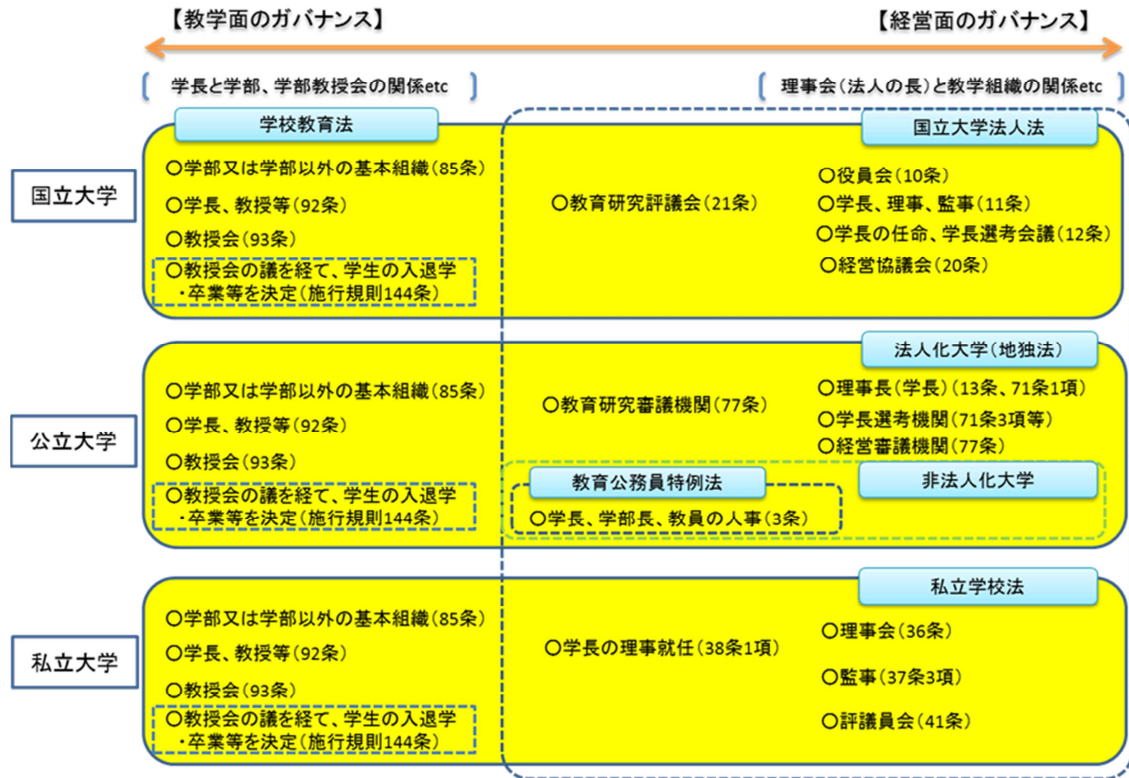 【教学面のガバナンス】
【経営面のガバナンス】
学長と学部、学部教授会の関係etc
理事会(法人の長)と教学組織の関係etc
国立大学
学校教育法
○学部又は学部以外の基本組織(85条)
○学長、教授等(92条)
○教授会(93条)
○教授会の議を経て、学生の入退学
・卒業等を決定(施行規則144条)
○教育研究評議会(21条)
国立大学法人法
○役員会(10条)
○学長、理事、監事(11条)
○学長の任命、学長選考会議(12条)
○経営協議会(20条)
公立大学
○学部又は学部以外の基本組織(85条)
○学長、教授等(92条)
○教授会(93条)
○教授会の議を経て、学生の入退学
・卒業等を決定(施行規則144条)
○教育研究審議機関(77条)
法人化大学(地独法)
○理事長(学長)(13条、71条1項)
○学長選考機関(71条3項等)
○経営審議機関(77条)
教育公務員特例法
○学長、学部長、教員の人事(3条)
非法人化大学
私立大学
○学部又は学部以外の基本組織(85条)
○学長、教授等(92条)
○教授会(93条)
○教授会の議を経て、学生の入退学
・卒業等を決定(施行規則144条)
○学長の理事就任(38条1項)
私立学校法
○理事会(36条)
○監事(37条3項)
○評議員会(41条)